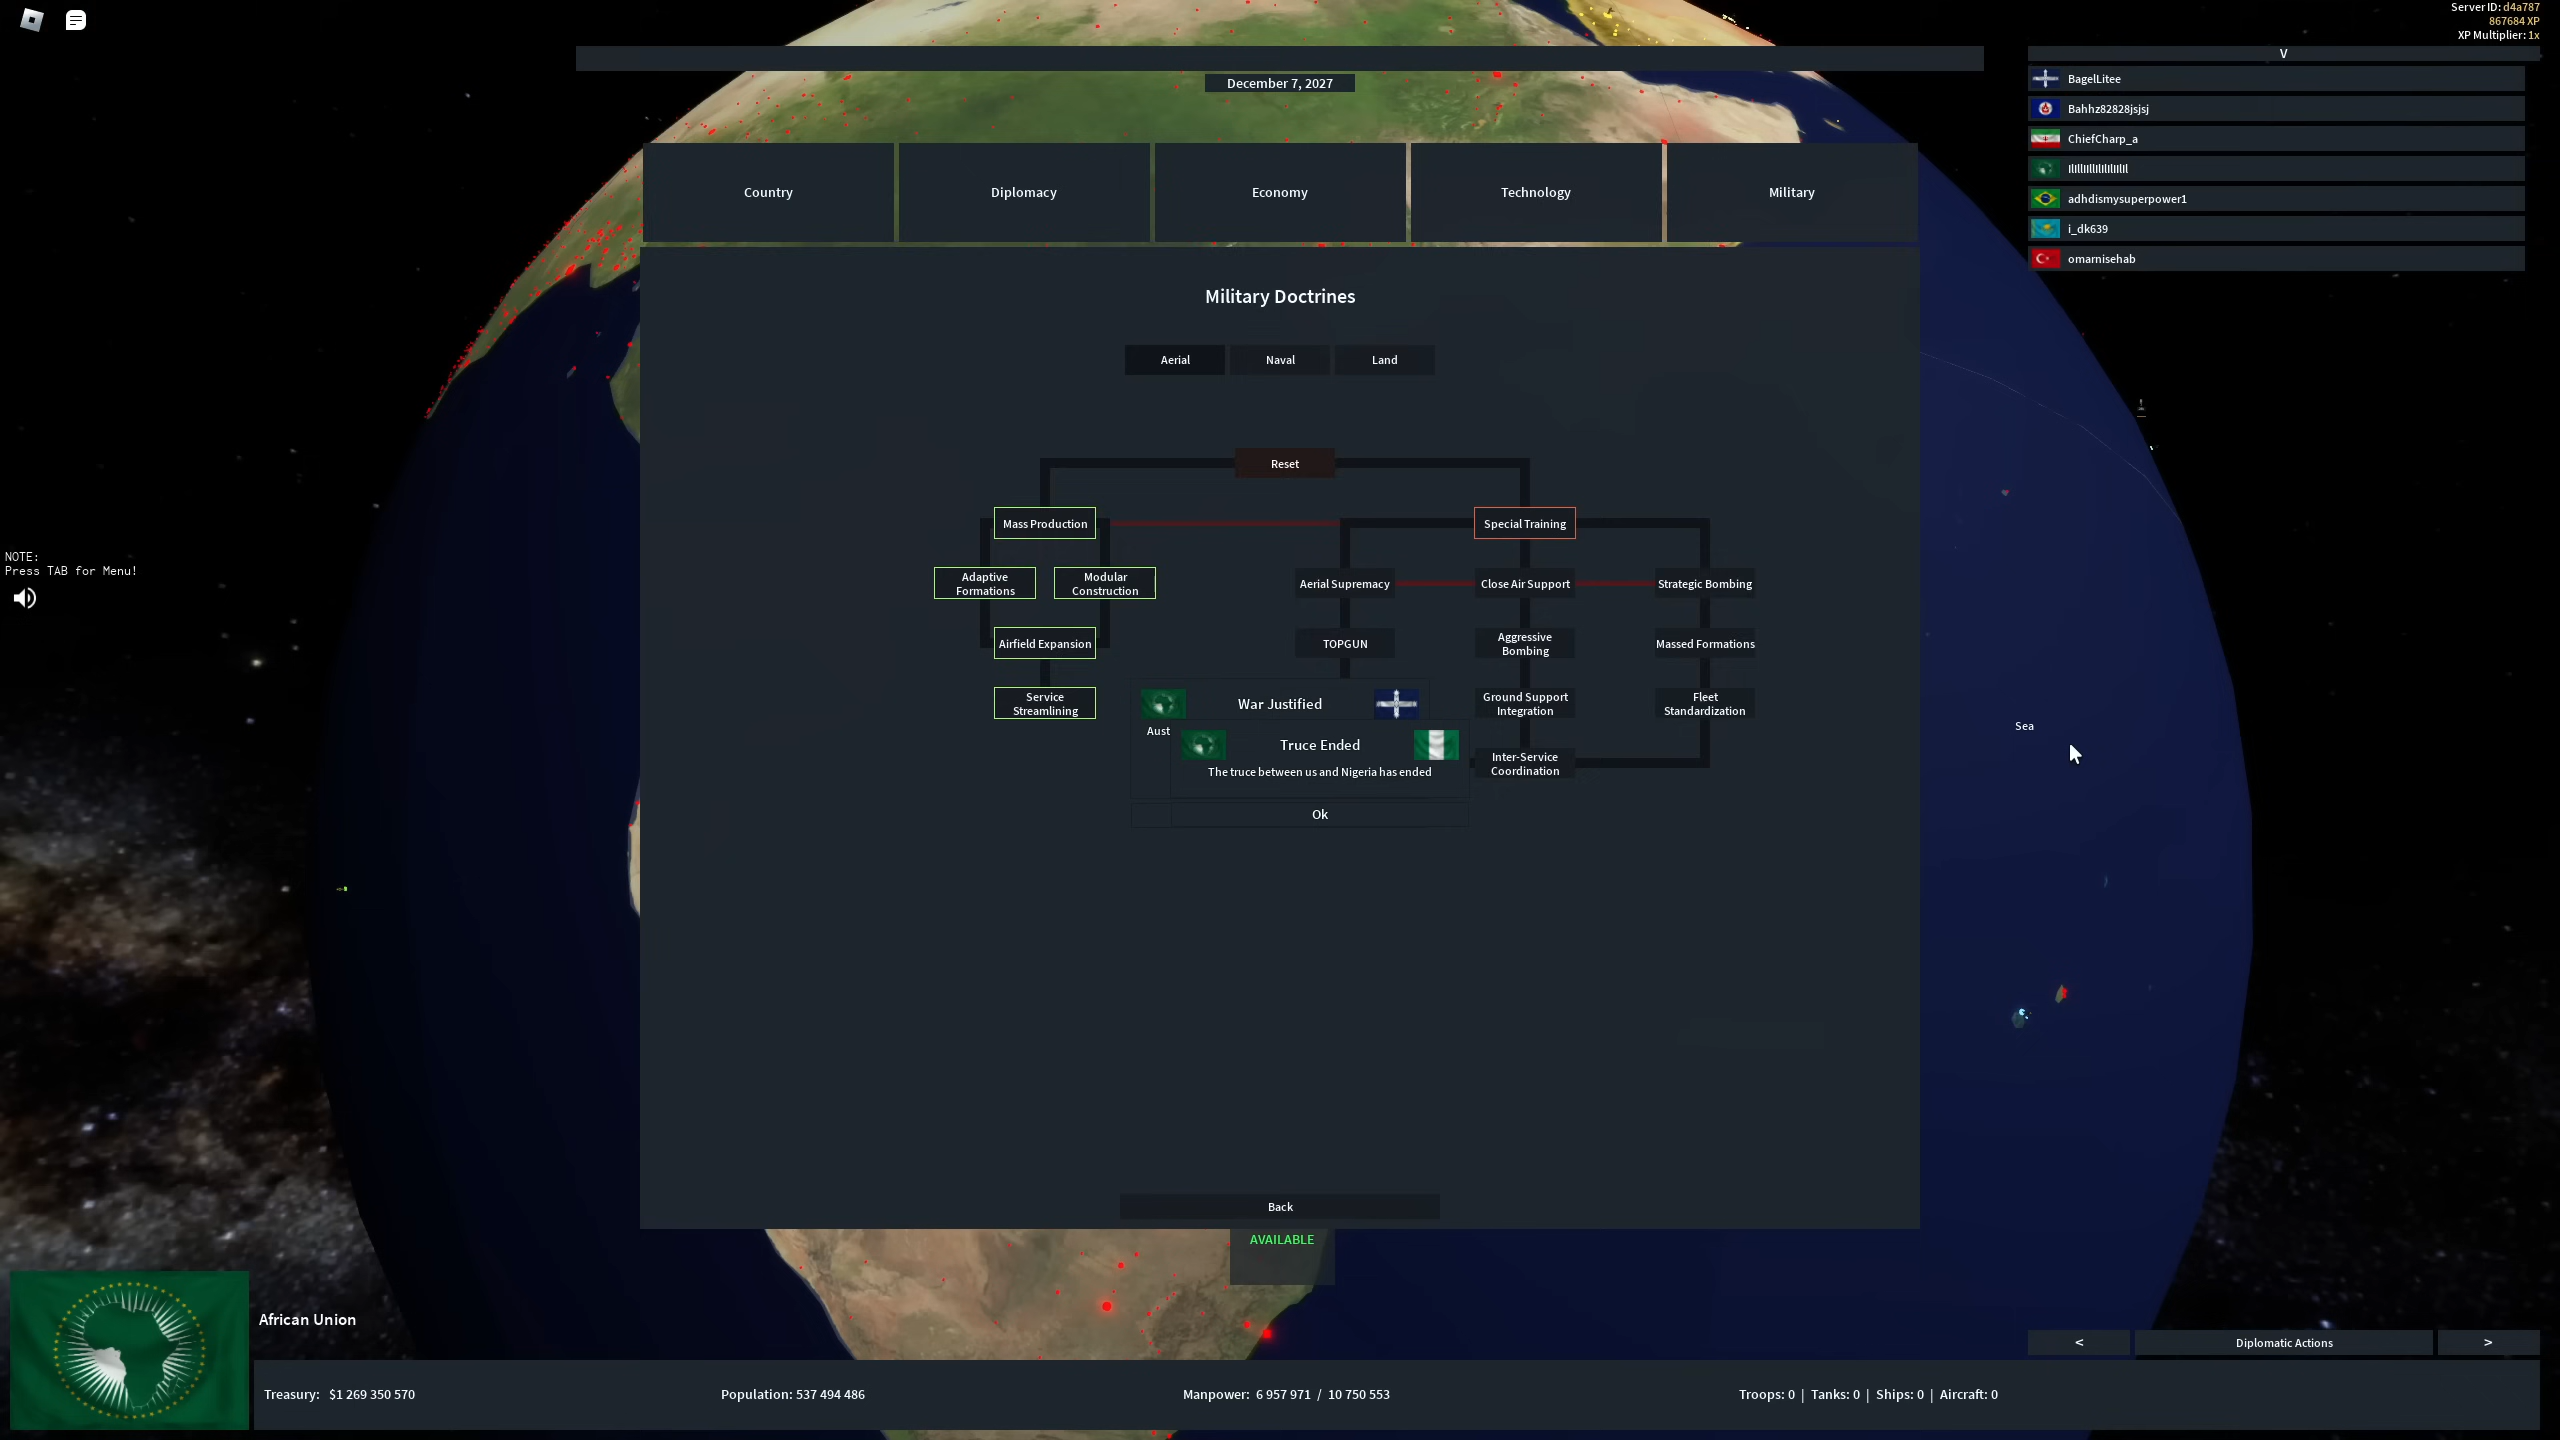 Server ID: d4a787
867684 XP
XP Multiplier: 1x
V
December 7, 2027
BagelLitee
Bahhz82828jsjsj
ChiefCharp_a
adhdismysuperpower1
i_dk639
omarnisehab
Country
Diplomacy
Economy
Technology
Military
Military Doctrines
Aerial
Naval
Land
Reset
Mass Production
Special Training
Adaptive
Formations
Modular
Construction
Aerial Supremacy
Close Air Support
Strategic Bombing
Airfield Expansion
TOPGUN
Aggressive
Bombing
Massed Formations
Service
Streamlining
Ground Support
Integration
Fleet
Standardization
Inter-Service
Coordination
War Justified
Aust
Truce Ended
The truce between us and Nigeria has ended
Ok
NOTE:
Press TAB for Menu!
Sea
Back
AVAILABLE
African Union
<
Diplomatic Actions
>
Treasury: $1 269 350 570
Population: 537 494 486
Manpower: 6 957 971 / 10 750 553
Troops: 0 | Tanks: 0 | Ships: 0 | Aircraft: 0